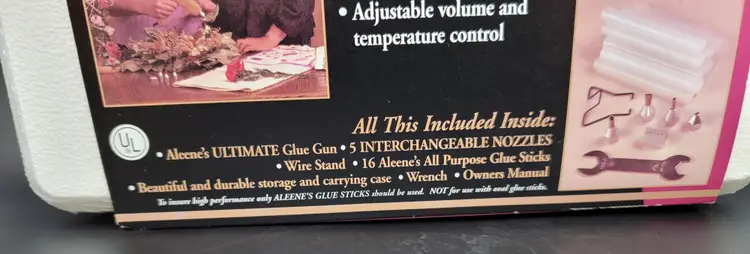 • Adjustable volume and
temperature control
All This Included Inside:
UL
• Aleene's ULTIMATE Glue Gun • 5 INTERCHANGEABLE NOZZLES
• Wire Stand • 16 Aleene's All Purpose Glue Sticks
• Beautiful and durable storage and carrying case • Wrench • Owners Manual
To insure high performance only ALEENE'S GLUE STICKS should be used. NOT for use with oval glue sticks.